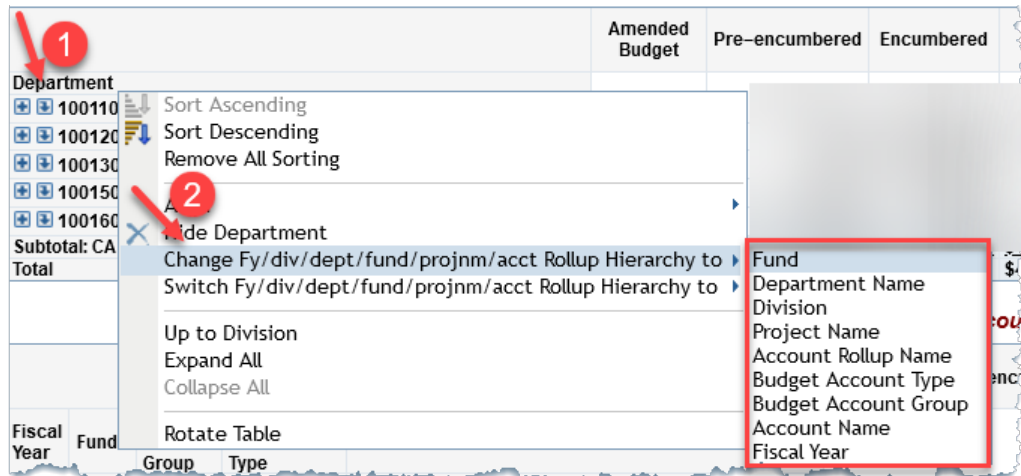 1
Amended
Budget
Pre-encumbered
Encumbered
Department
100110
Sort Ascending
100120
Sort Descending
100130
Remove All Sorting
100150
2
100160
Hide Department
Subtotal: CA
Change Fy/div/dept/fund/projnm/acct Rollup Hierarchy to
Fund
Total
Switch Fy/div/dept/fund/projnm/acct Rollup Hierarchy to
Department Name
Division
Up to Division
Project Name
Expand All
Account Rollup Name
Collapse All
Budget Account Type
Budget Account Group
Rotate Table
Account Name
Fiscal Year
Fiscal
Year
Fund
Group
Type